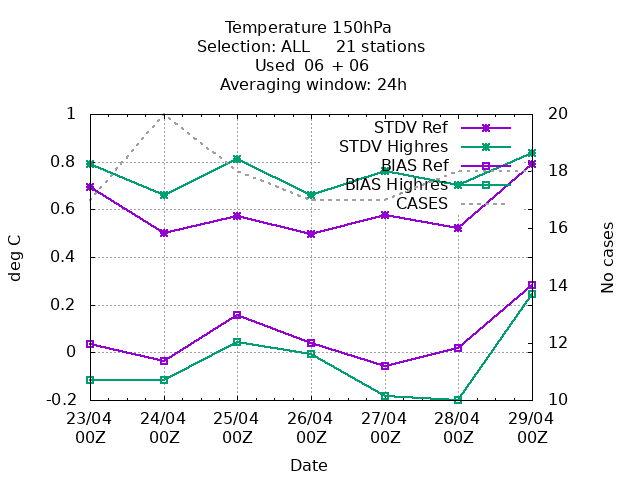 Temperature 150hPa
Selection: ALL 21 stations
Used 06 + 06
Averaging window: 24h
1
0.8
0.6
0.4
0.2
0
-0.2
deg C
20
18
16
14
12
10
No cases
STDV Ref
STDV Highres
BIAS Ref
BIAS Highres
CASES
23/04 24/04 25/04 26/04 27/04 28/04 29/04
00Z 00Z 00Z 00Z 00Z 00Z 00Z
Date